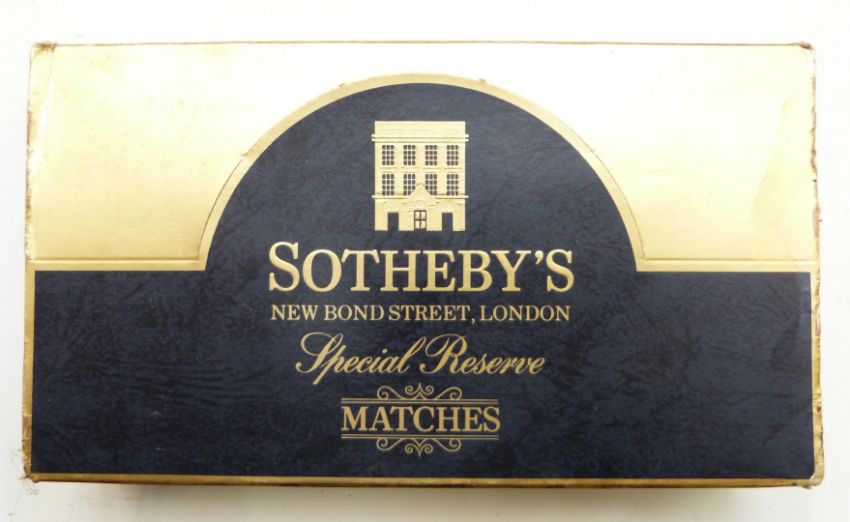 SOTHEBY'S
NEW BOND STREET, LONDON
Special Reserve
MATCHES